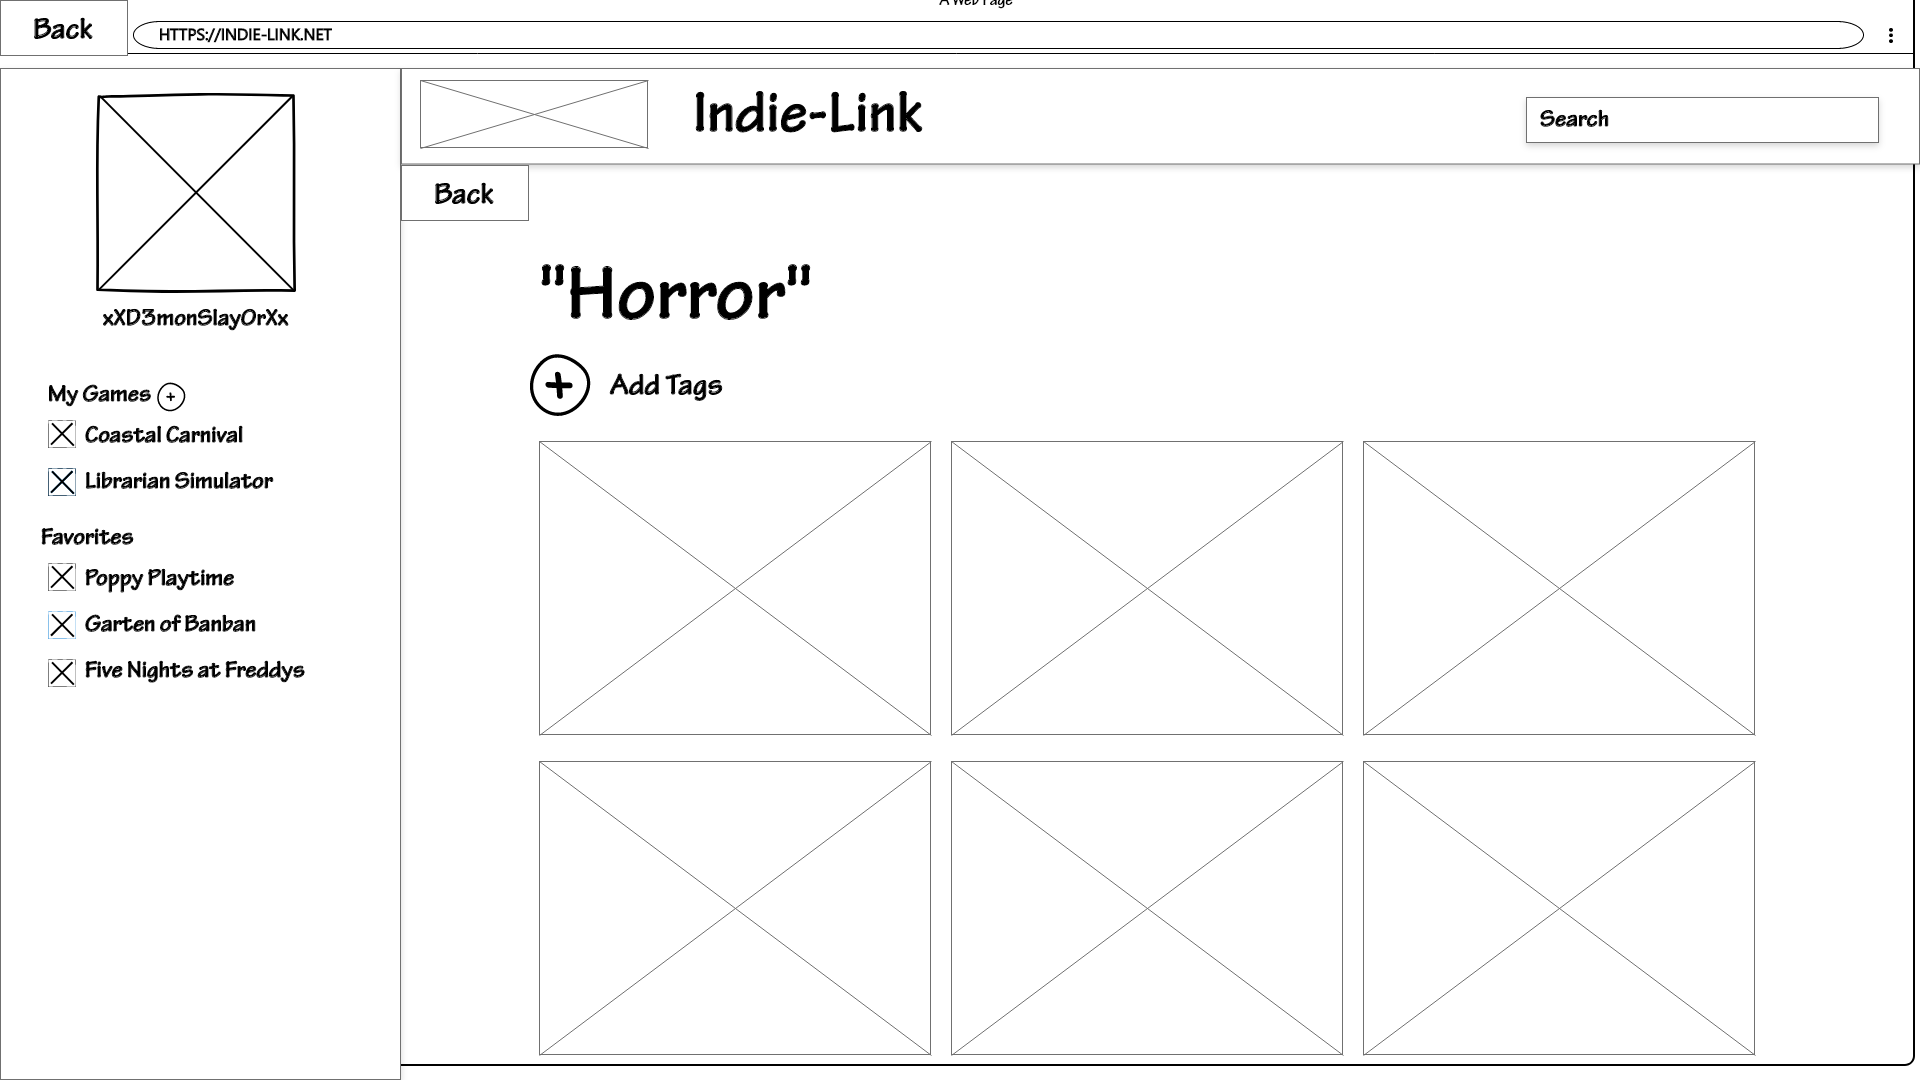 A Web Page
Back
HTTPS://INDIE-LINK.NET
Indie-Link
Search
Back
xXD3monSlayOrXx
My Games +
Coastal Carnival
Librarian Simulator
Favorites
Poppy Playtime
Garten of Banban
Five Nights at Freddys
"Horror"
+ Add Tags